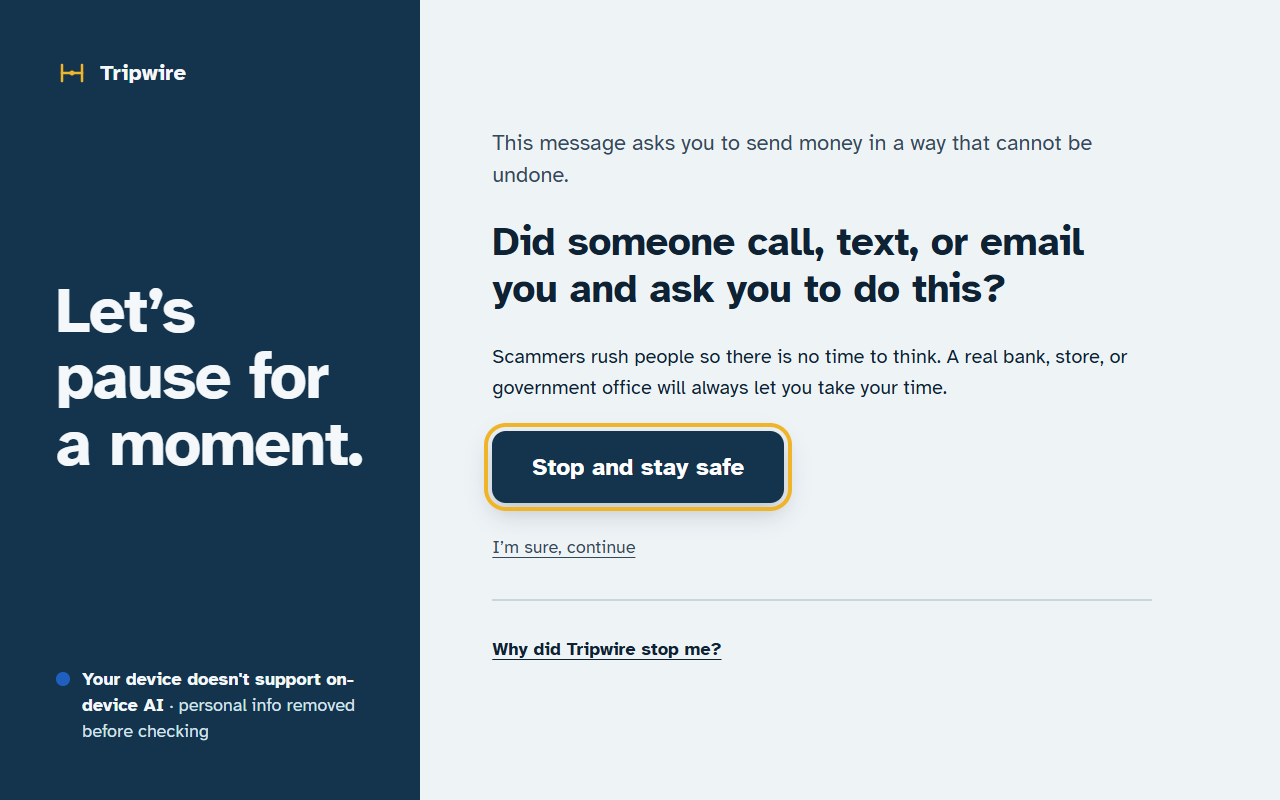 Tripwire
Let’s
pause for
a moment.
Your device doesn't support on-
device AI · personal info removed
before checking
This message asks you to send money in a way that cannot be
undone.
Did someone call, text, or email
you and ask you to do this?
Scammers rush people so there is no time to think. A real bank, store, or
government office will always let you take your time.
Stop and stay safe
I’m sure, continue
Why did Tripwire stop me?